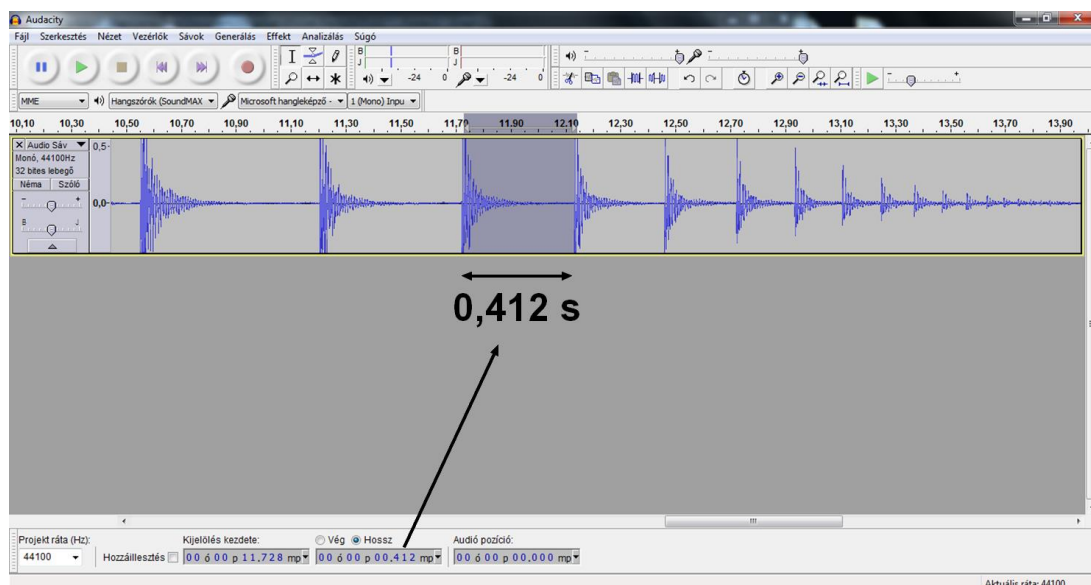 Audacity
Fájl Szerkesztés Nézet Vezérlők Sávok Generálás Effekt Analizálás Súgó
B
J
-24 0
B
J
-24 0
MME
Hangszórók (SoundMAX
Microsoft hangleképző -
1 (Mono) Inpu
10,10 10,30 10,50 10,70 10,90 11,10 11,30 11,50 11,70 11,90 12,10 12,30 12,50 12,70 12,90 13,10 13,30 13,50 13,70 13,90
X Audio Sáv
Monó, 44100Hz
32 bites lebegő
Néma Szóló
- +
B J
0,5
0,0
0,412 s
Projekt ráta (Hz):
44100
Hozzáillesztés
Kijelölés kezdete:
00 ó 00 p 11.728 mp
Vég Hossz
00 ó 00 p 00.412 mp
Audió pozíció:
00 ó 00 p 00.000 mp
Aktuális ráta: 44100